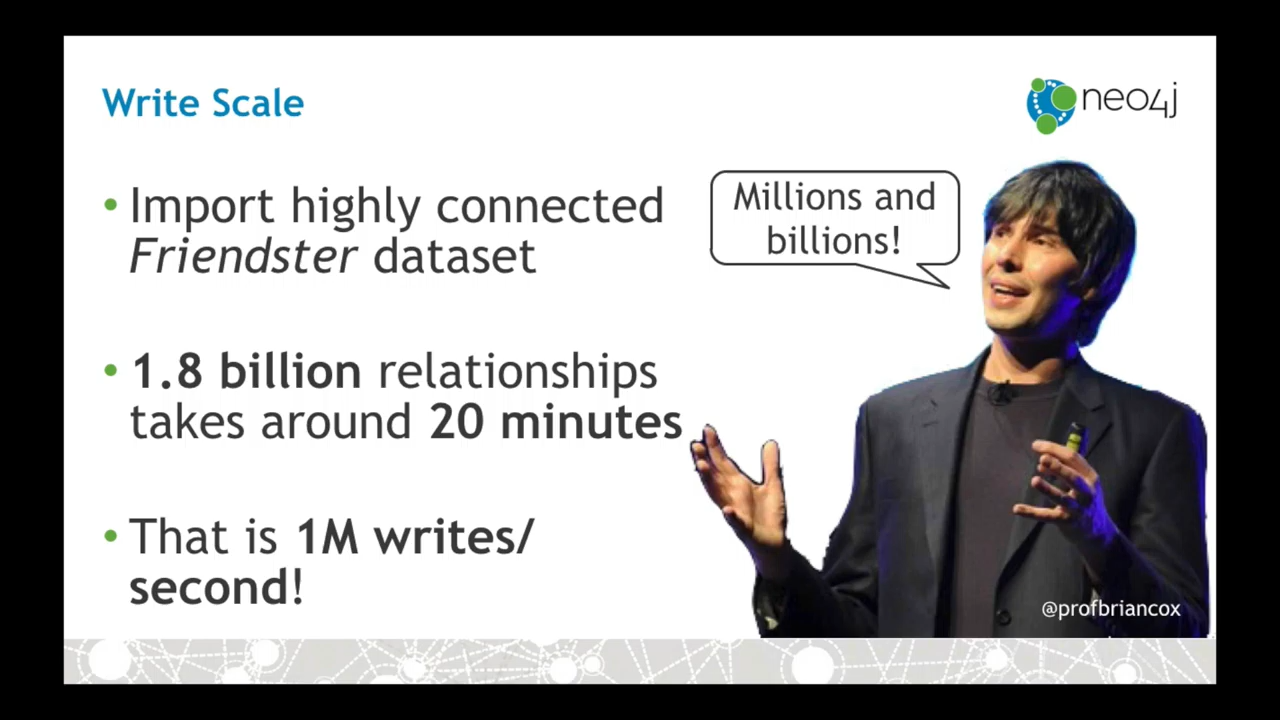 Write Scale
neo4j
• Import highly connected
Friendster dataset
• 1.8 billion relationships
takes around 20 minutes
• That is 1M writes/
second!
Millions and
billions!
@profbriancox